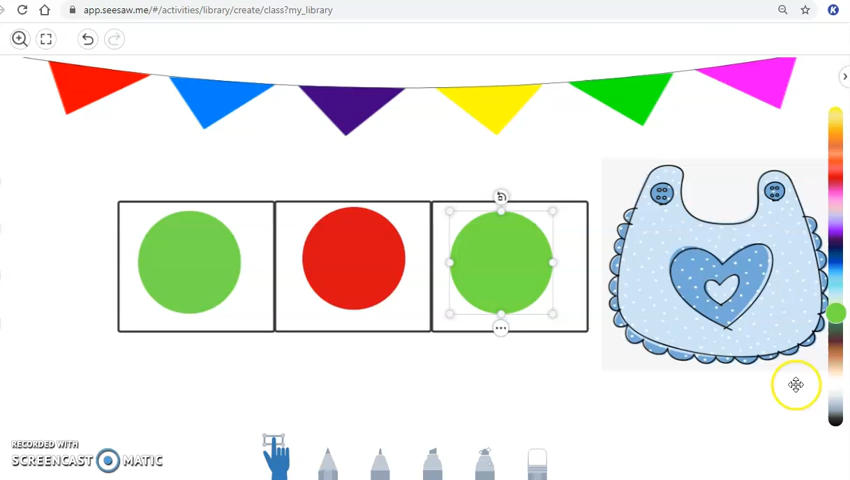 app.seesaw.me/#/activities/library/create/class?my_library
K
RECORDED WITH
SCREENCAST MATIC